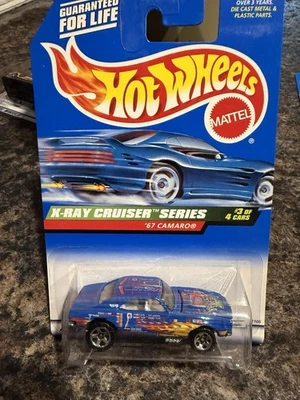 GUARANTEED
FOR LIFE
OVER 3 YEARS.
DIE CAST METAL &
PLASTIC PARTS.
HOT WHEELS
MATTEL
X-RAY CRUISER™ SERIES
'67 CAMARO®
#3 OF
4 CARS